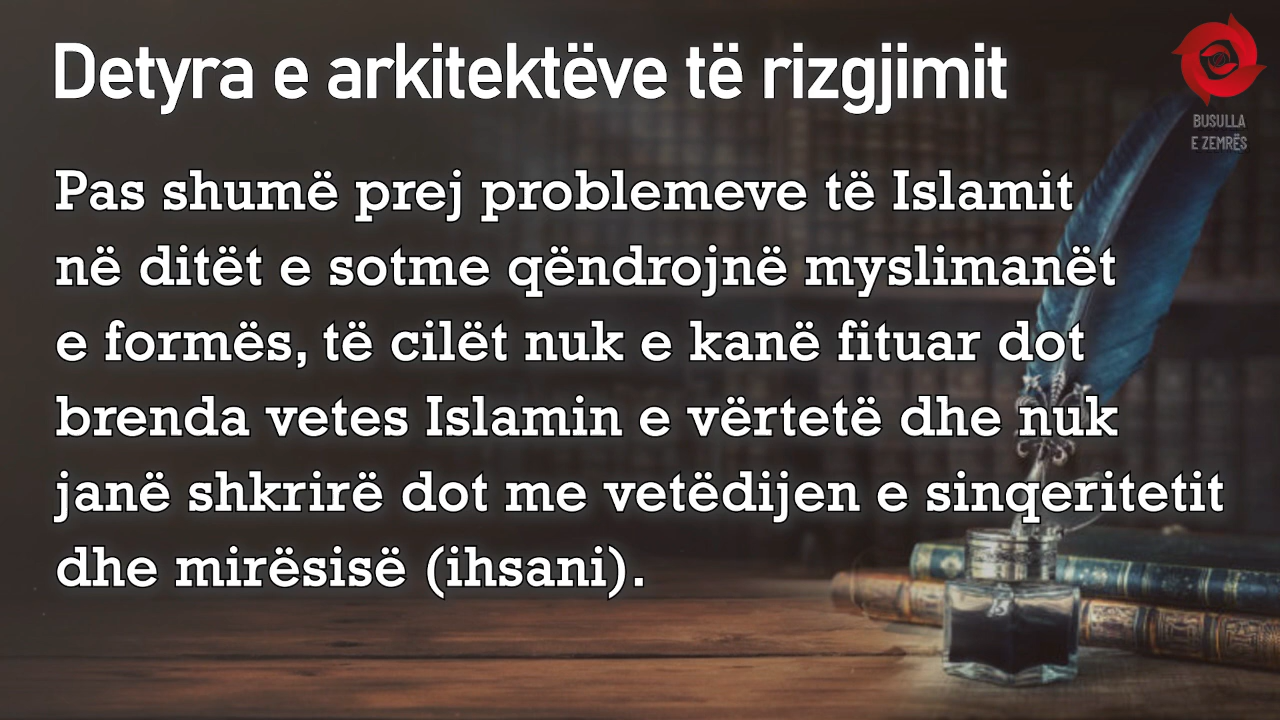 Detyra e arkitektëve të rizgjimit
BUSULLA
E ZEMRËS
Pas shumë prej problemeve të Islamit
në ditët e sotme qëndrojnë myslimanët
e formës, të cilët nuk e kanë fituar dot
brenda vetes Islamin e vërtetë dhe nuk
janë shkrirë dot me vetëdijen e sinqeritetit
dhe mirësisë (ihsani).